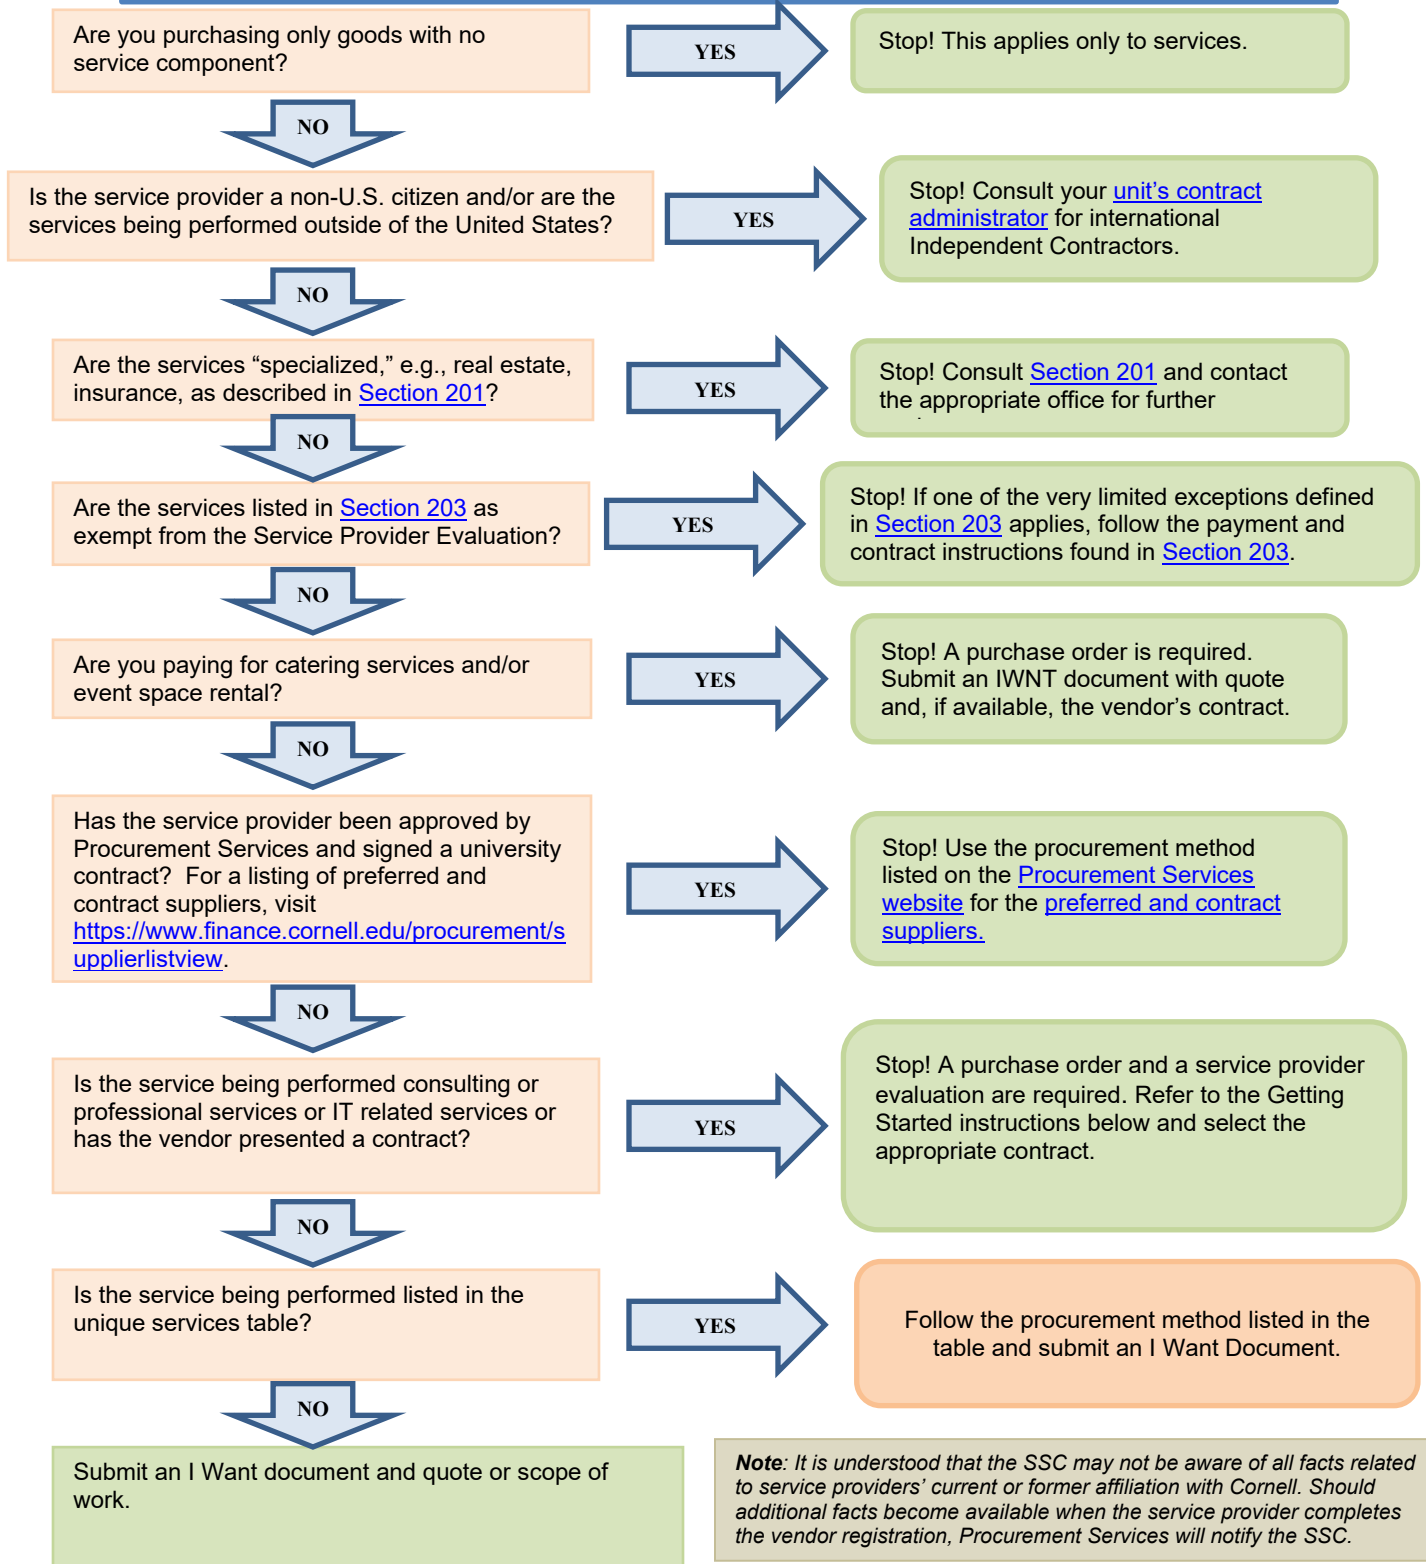 Are you purchasing only goods with no
service component?
YES
Stop! This applies only to services.
NO
Is the service provider a non-U.S. citizen and/or are the
services being performed outside of the United States?
YES
Stop! Consult your unit's contract
administrator for international
Independent Contractors.
NO
Are the services “specialized,” e.g., real estate,
insurance, as described in Section 201?
YES
Stop! Consult Section 201 and contact
the appropriate office for further
NO
Are the services listed in Section 203 as
exempt from the Service Provider Evaluation?
YES
Stop! If one of the very limited exceptions defined
in Section 203 applies, follow the payment and
contract instructions found in Section 203.
NO
Are you paying for catering services and/or
event space rental?
YES
Stop! A purchase order is required.
Submit an IWNT document with quote
and, if available, the vendor's contract.
NO
Has the service provider been approved by
Procurement Services and signed a university
contract?  For a listing of preferred and
contract suppliers, visit
https://www.finance.cornell.edu/procurement/s
upplierlistview.
YES
Stop! Use the procurement method
listed on the Procurement Services
website for the preferred and contract
suppliers.
NO
Is the service being performed consulting or
professional services or IT related services or
has the vendor presented a contract?
YES
Stop! A purchase order and a service provider
evaluation are required. Refer to the Getting
Started instructions below and select the
appropriate contract.
NO
Is the service being performed listed in the
unique services table?
YES
Follow the procurement method listed in the
table and submit an I Want Document.
NO
Submit an I Want document and quote or scope of
work.
Note: It is understood that the SSC may not be aware of all facts related
to service providers' current or former affiliation with Cornell. Should
additional facts become available when the service provider completes
the vendor registration, Procurement Services will notify the SSC.